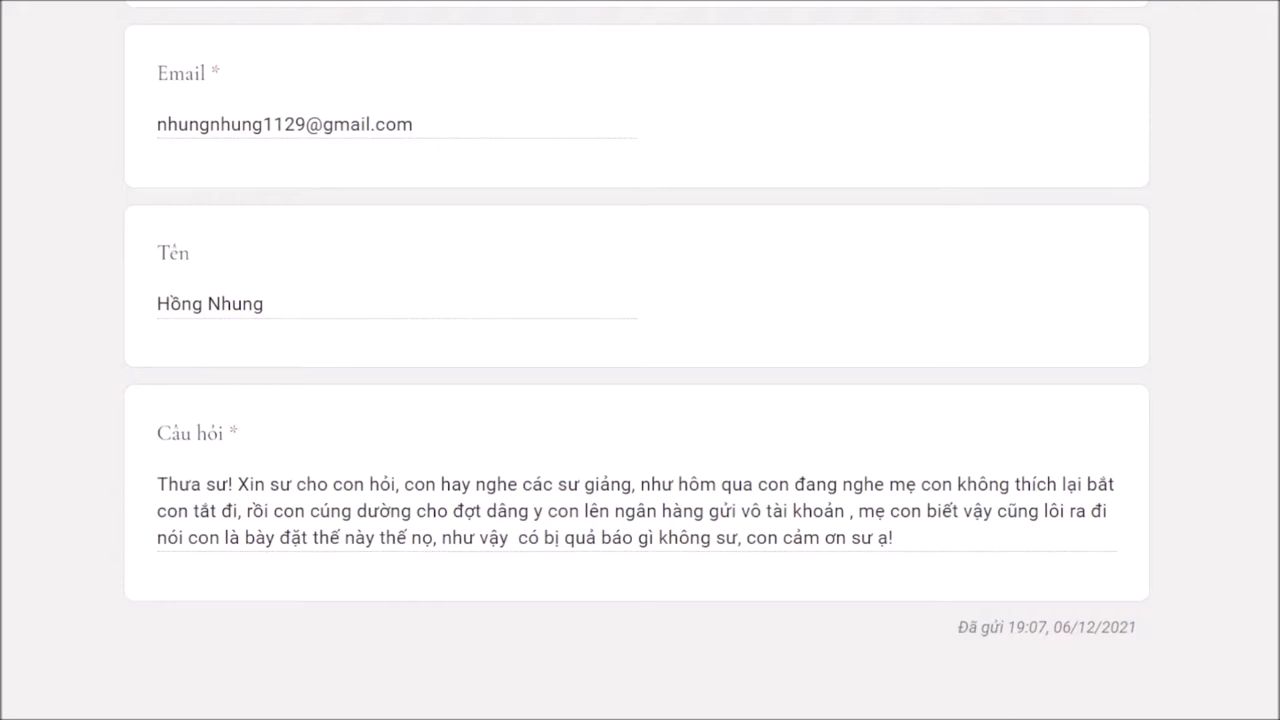 Email *
nhungnhung1129@gmail.com
Tên
Hồng Nhung
Câu hỏi *
Thưa sư! Xin sư cho con hỏi, con hay nghe các sư giảng, như hôm qua con đang nghe mẹ con không thích lại bắt
con tắt đi, rồi con cúng dường cho đợt dâng y con lên ngân hàng gửi vô tài khoản , mẹ con biết vậy cũng lôi ra đi
nói con là bày đặt thế này thế nọ, như vậy  có bị quả báo gì không sư, con cảm ơn sư ạ!
Đã gửi 19:07, 06/12/2021